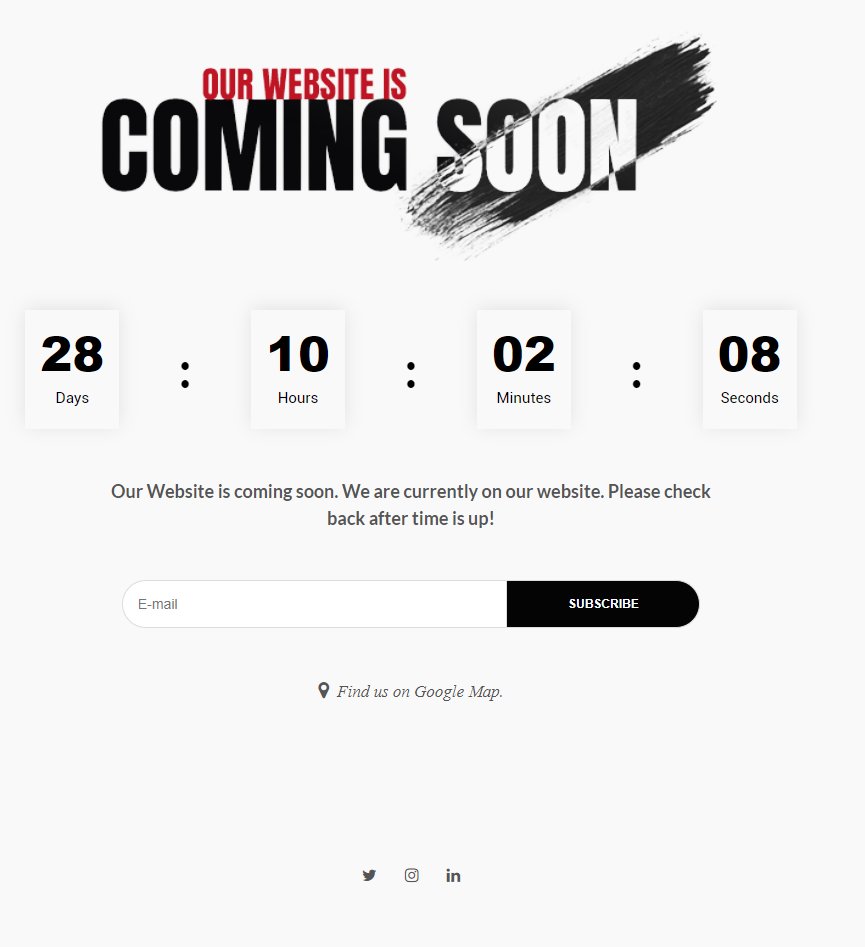 OUR WEBSITE IS
COMING SOON
28 : 10 : 02 : 08
Days Hours Minutes Seconds
Our Website is coming soon. We are currently on our website. Please check
back after time is up!
E-mail SUBSCRIBE
Find us on Google Map.